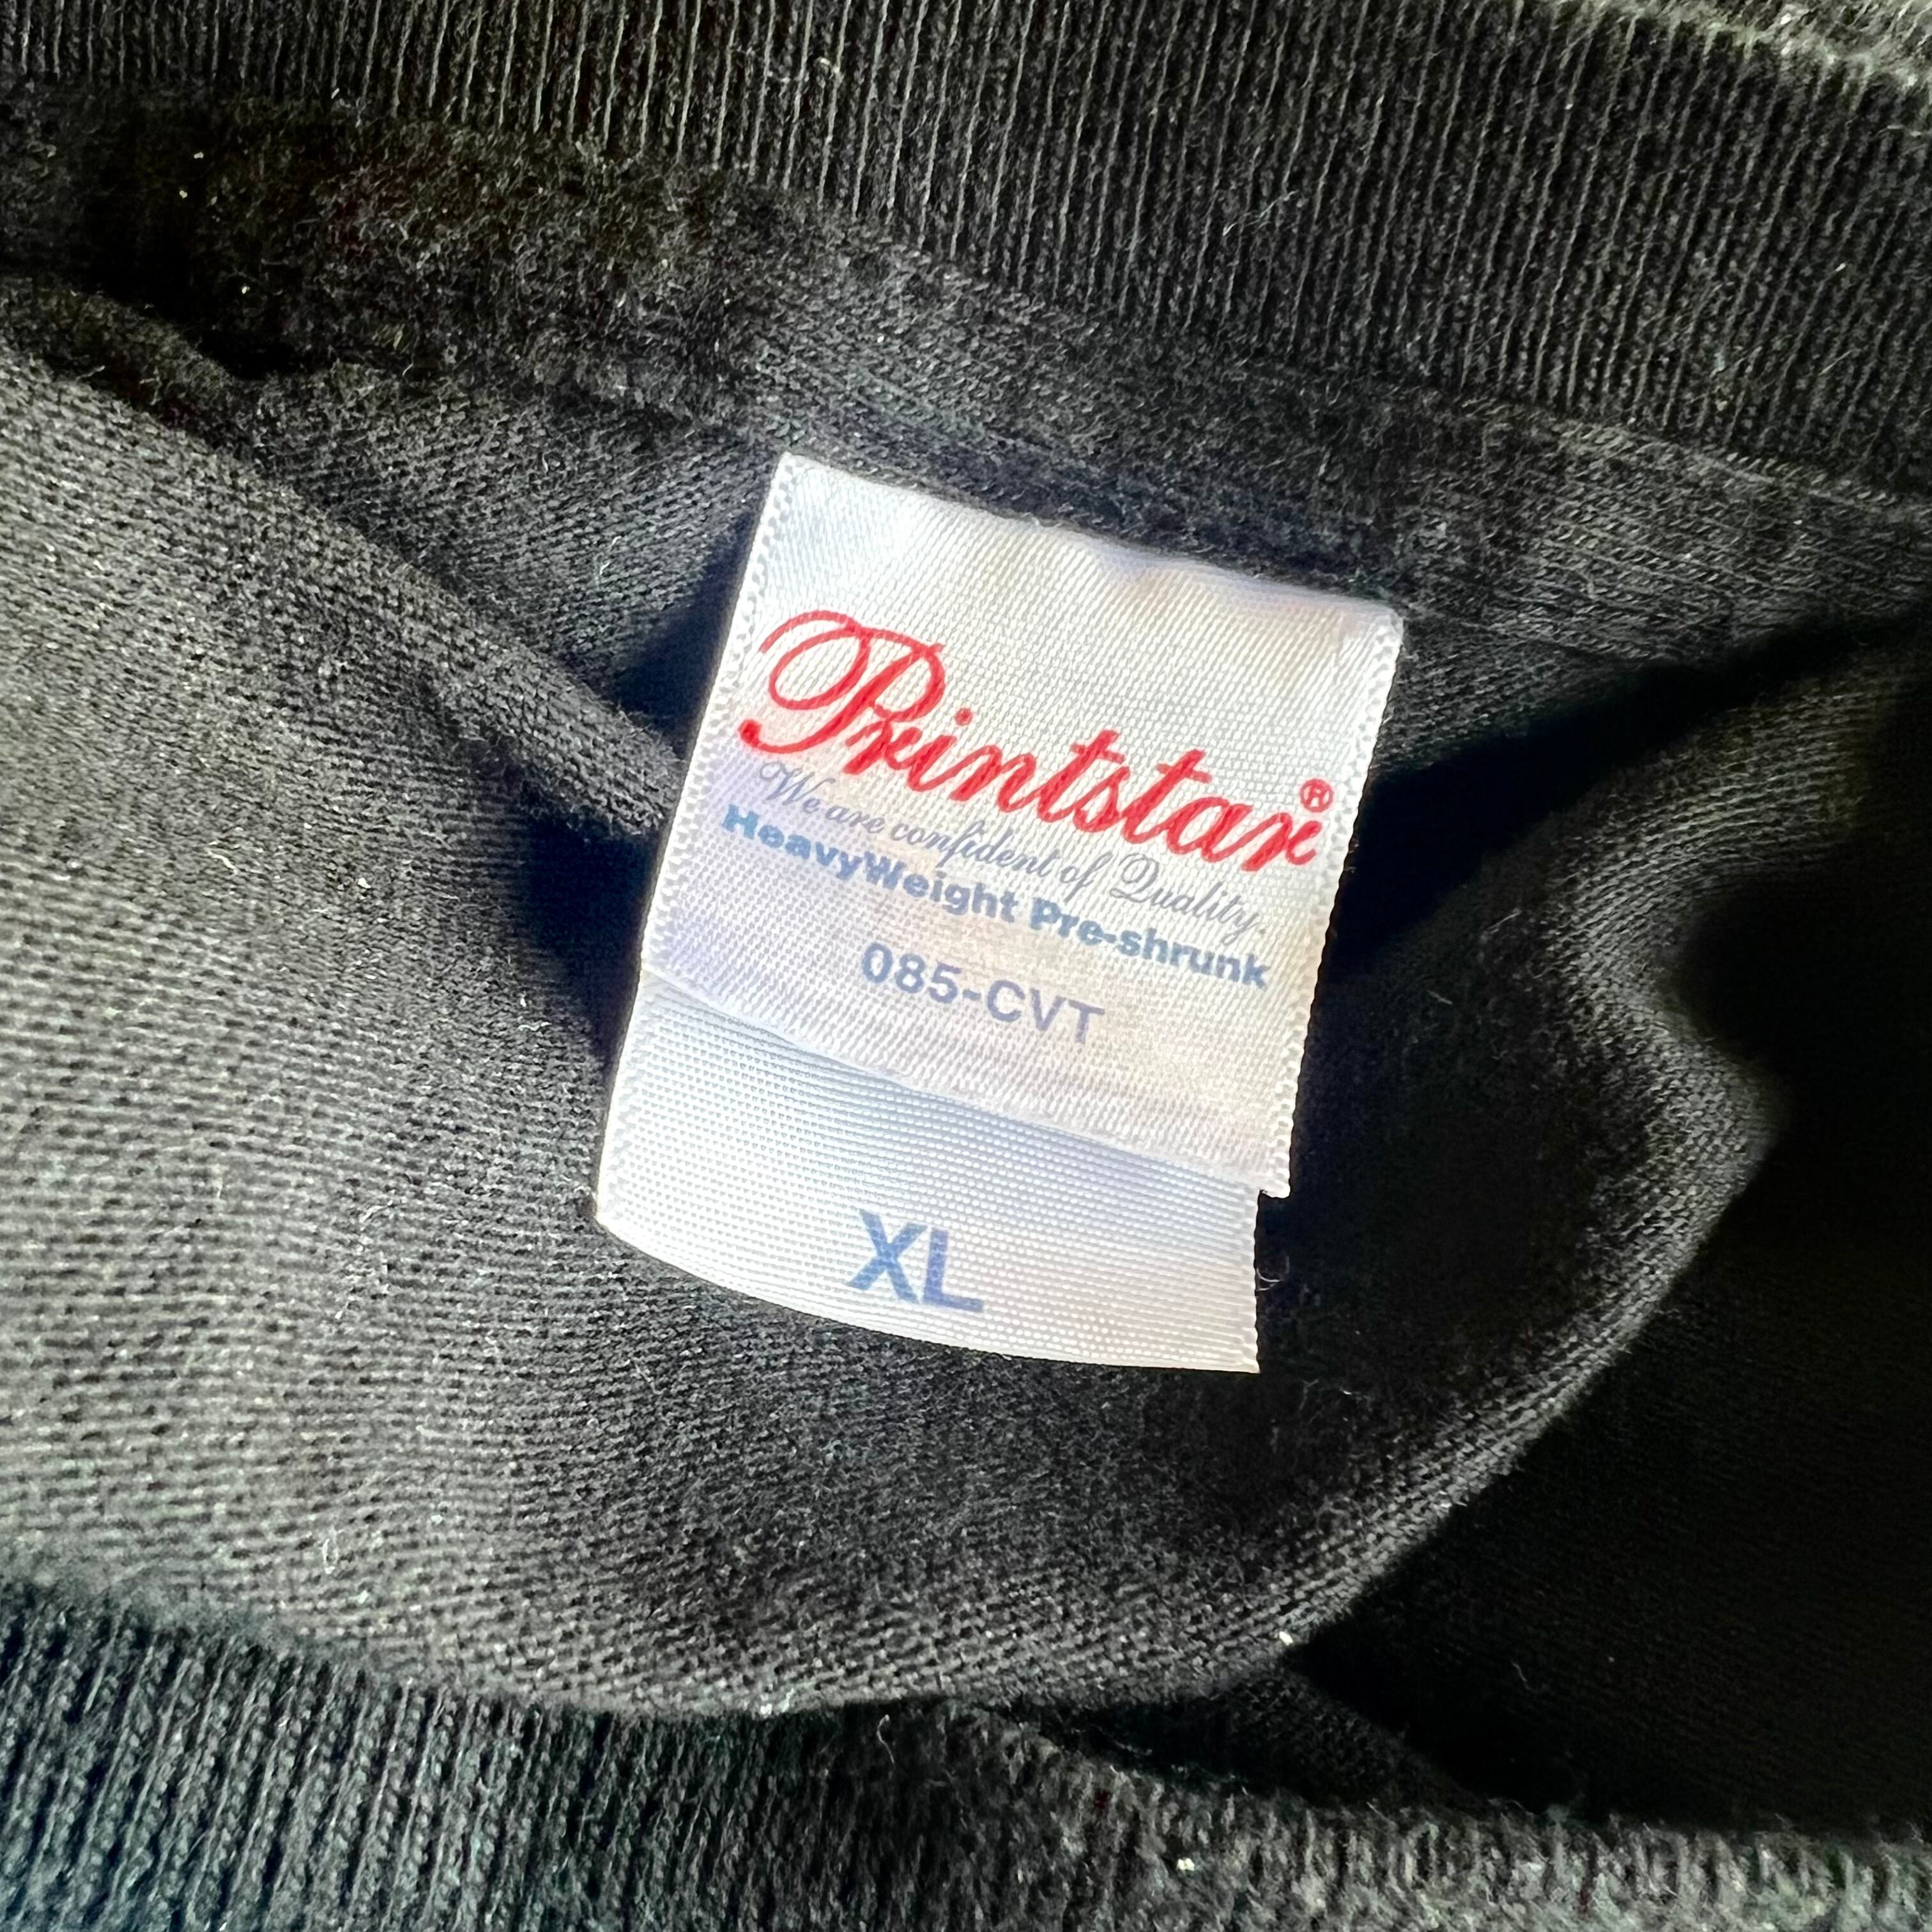 Printstar®
We are confident of Quality.
HeavyWeight Pre-shrunk
085-CVT
XL